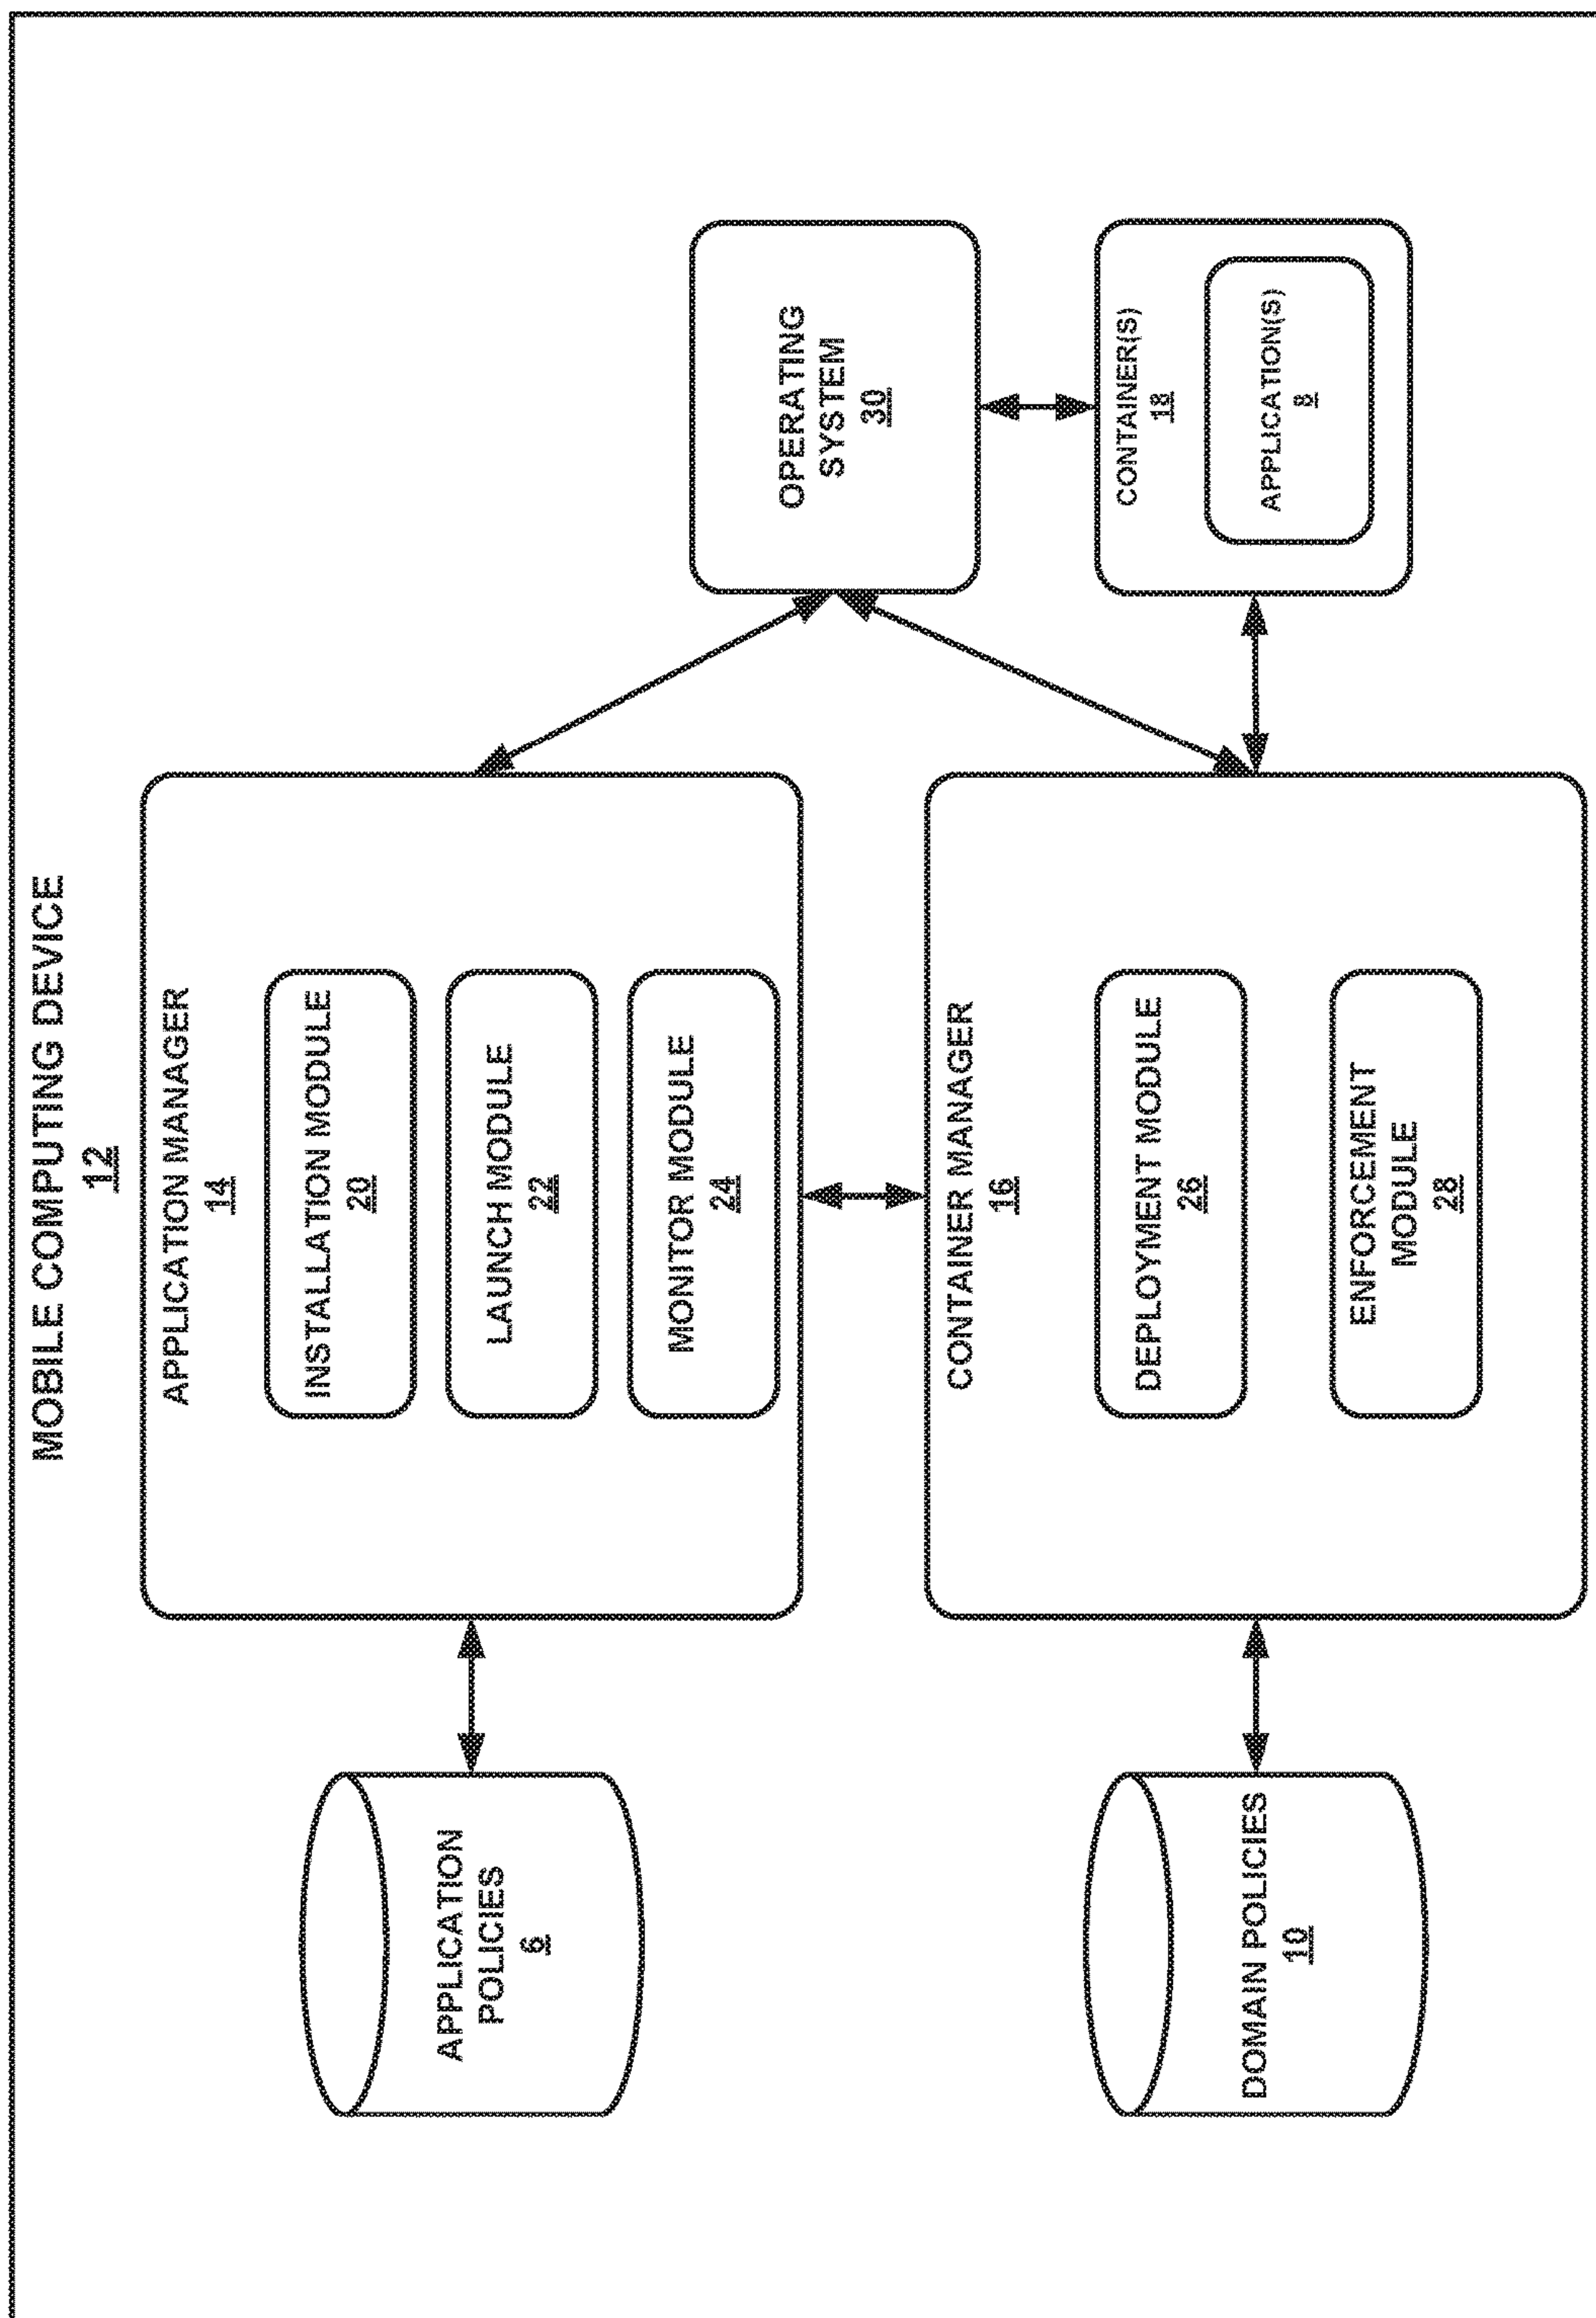 MOBILE COMPUTING DEVICE
12
APPLICATION
POLICIES
6
APPLICATION MANAGER
14
INSTALLATION MODULE
20
LAUNCH MODULE
22
MONITOR MODULE
24
OPERATING
SYSTEM
30
DOMAIN POLICIES
10
CONTAINER MANAGER
16
DEPLOYMENT MODULE
26
ENFORCEMENT
MODULE
28
CONTAINER(S)
18
APPLICATION(S)
8